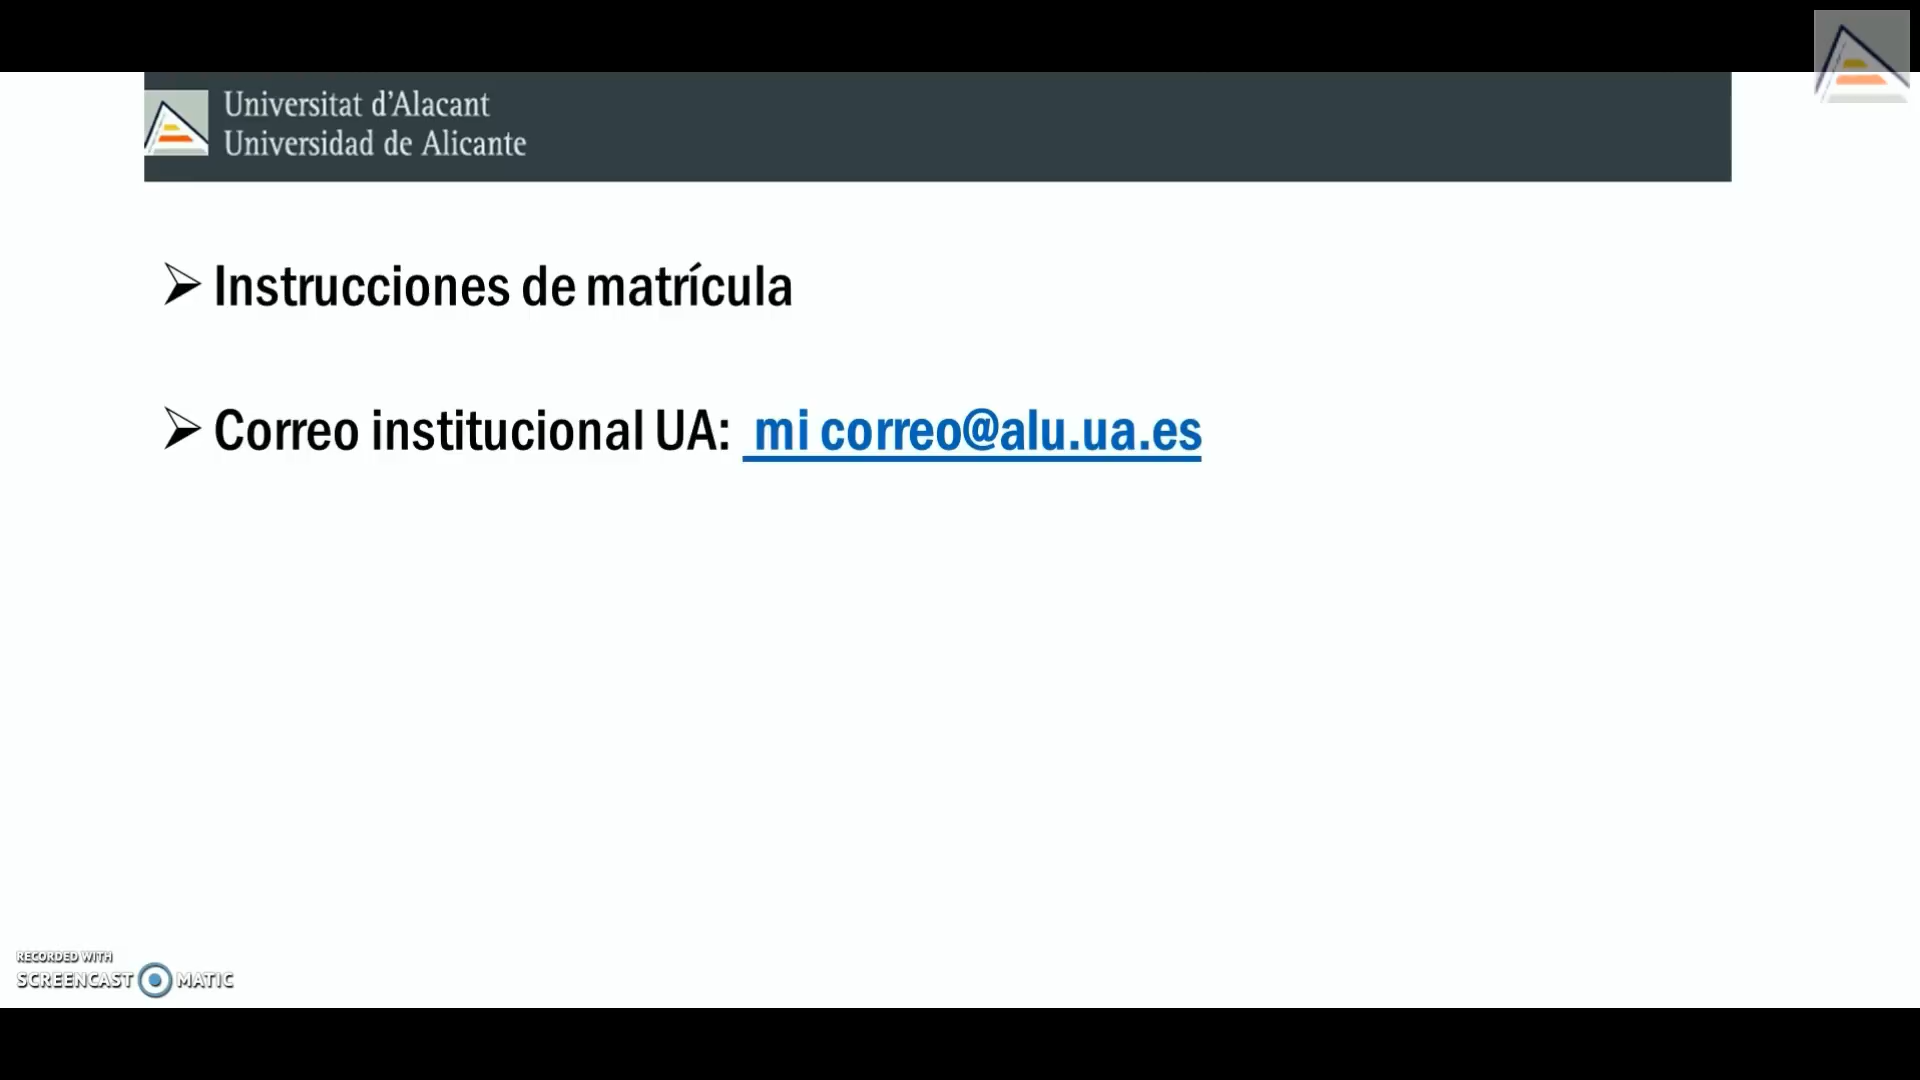 Universitat d'Alacant
Universidad de Alicante
➢ Instrucciones de matrícula
➢ Correo institucional UA: mi correo@alu.ua.es
RECORDED WITH
SCREENCAST MATIC